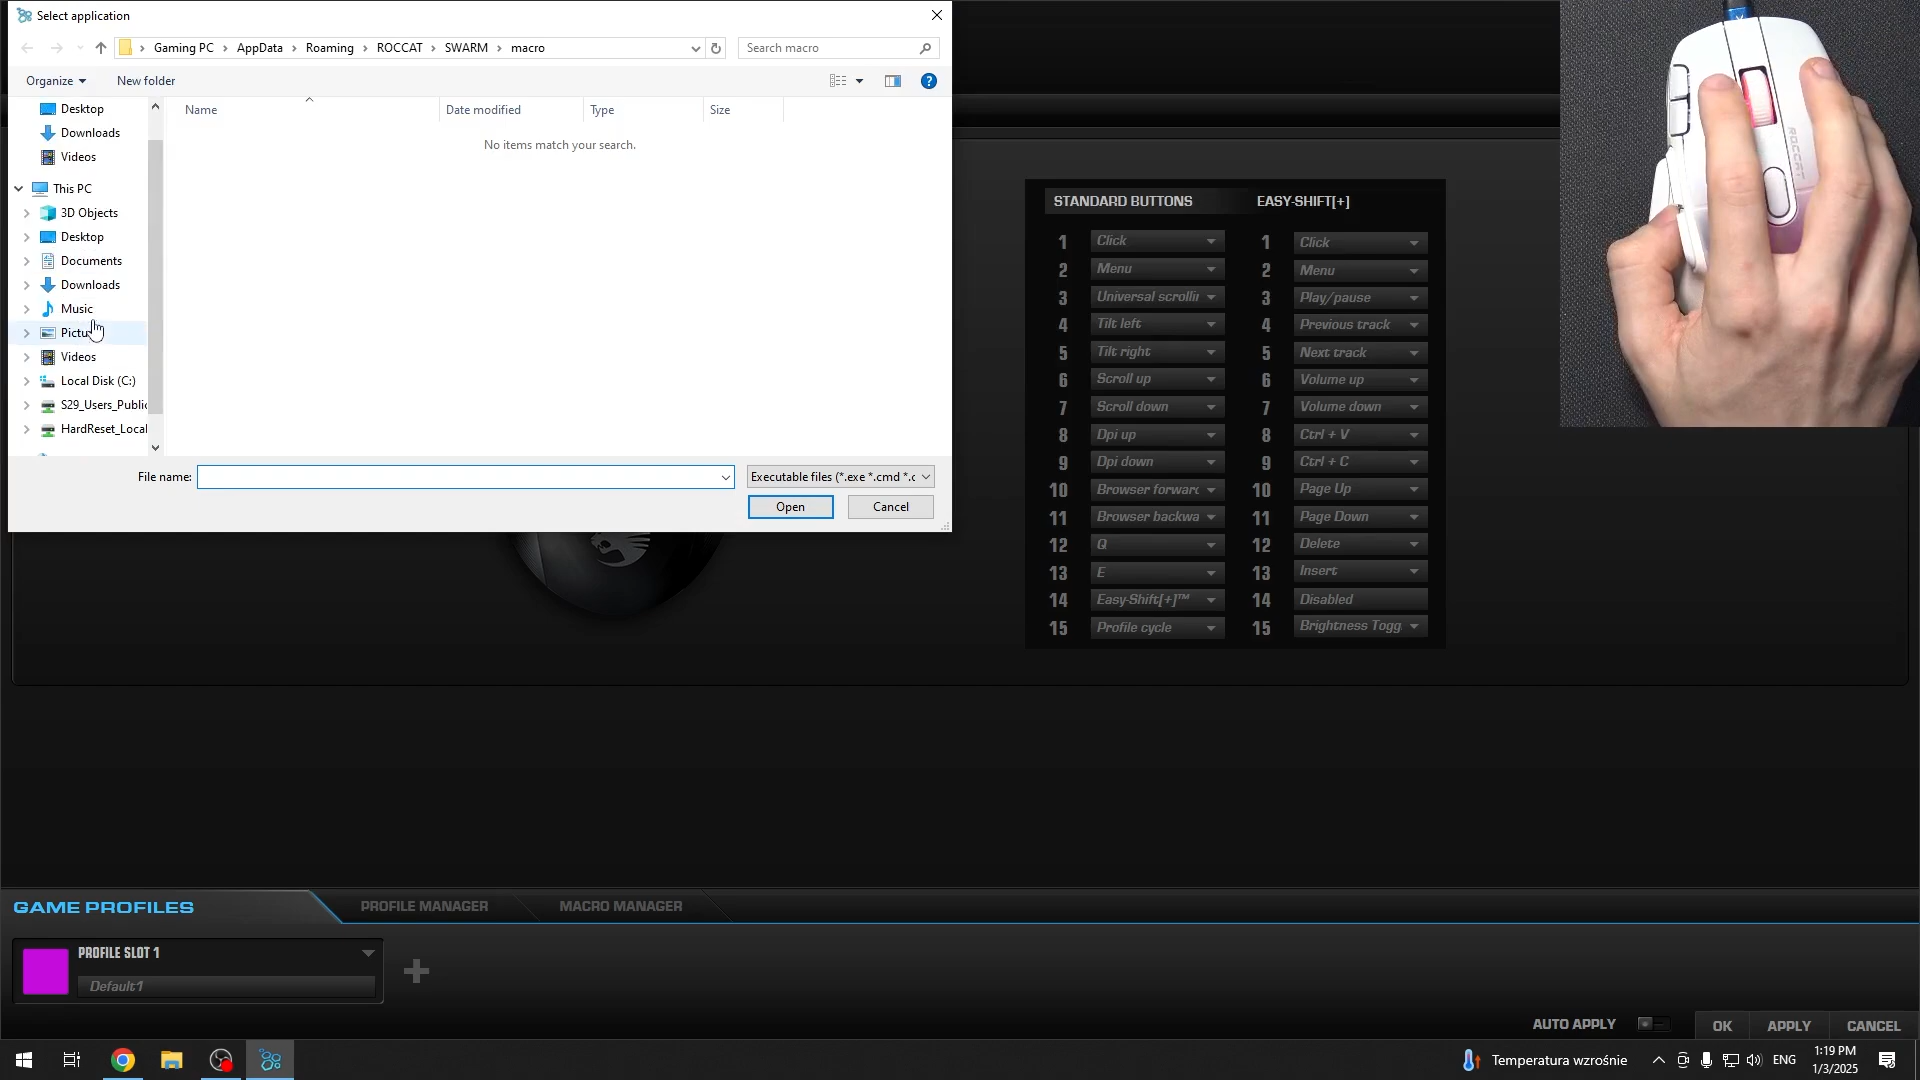 Select application
Gaming PC > AppData > Roaming > ROCCAT > SWARM > macro
Search macro
Organize
New folder
Name
Date modified
Type
Size
No items match your search.
Desktop
Downloads
Videos
This PC
3D Objects
Desktop
Documents
Downloads
Music
Pictu
Videos
Local Disk (C:)
S29_Users_Public
HardReset_Local
File name:
Executable files (*.exe *.cmd *.c
Open
Cancel
ROCCAT
STANDARD BUTTONS
EASY-SHIFT[+]
1 Click 1 Click
2 Menu 2 Menu
3 Universal scrollin 3 Play/pause
4 Tilt left 4 Previous track
5 Tilt right 5 Next track
6 Scroll up 6 Volume up
7 Scroll down 7 Volume down
8 Dpi up 8 Ctrl + V
9 Dpi down 9 Ctrl + C
10 Browser forward 10 Page Up
11 Browser backwa 11 Page Down
12 Q 12 Delete
13 E 13 Insert
14 Easy-Shift[+]™ 14 Disabled
15 Profile cycle 15 Brightness Togg
GAME PROFILES
PROFILE MANAGER
MACRO MANAGER
PROFILE SLOT 1
Default1
AUTO APPLY
OK
APPLY
CANCEL
Temperatura wzrośnie
ENG
1:19 PM
1/3/2025